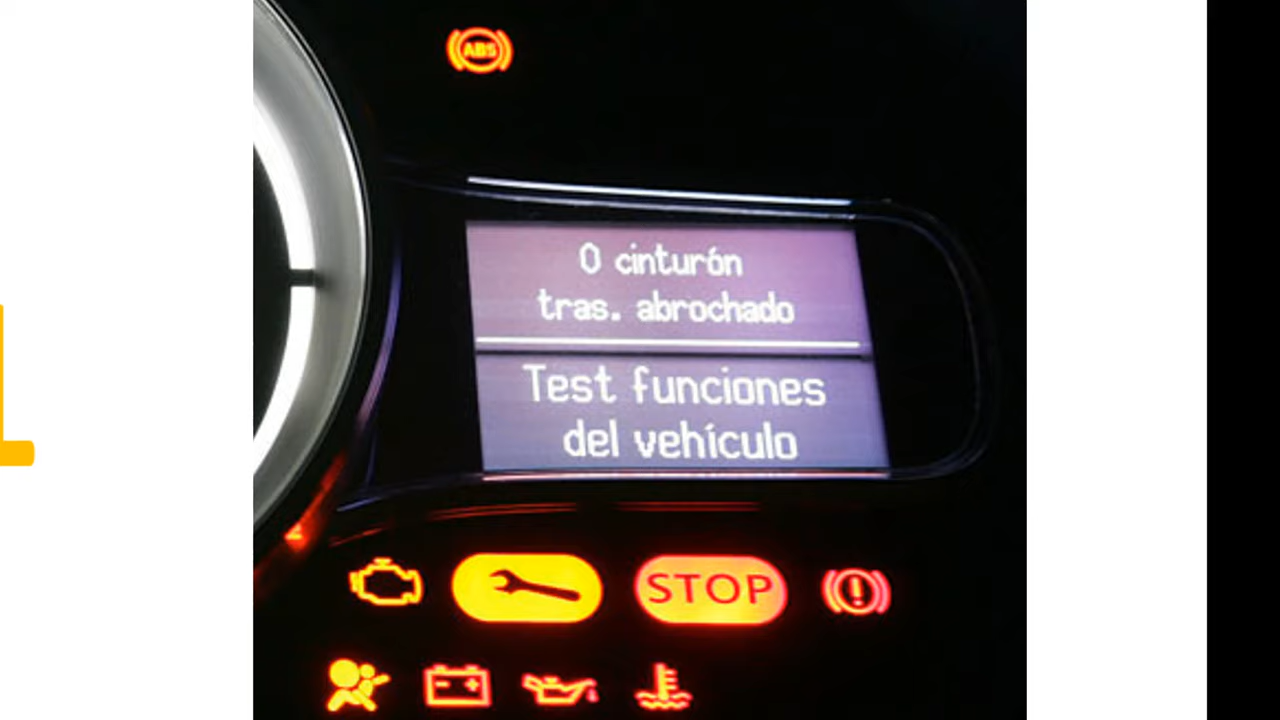 ABS
0 cinturón
tras. abrochado
Test funciones
del vehículo
STOP